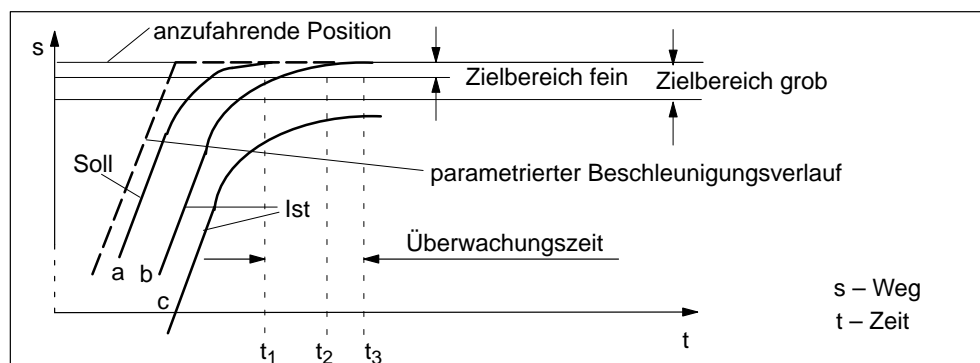 anzufahrende Position
s
Zielbereich fein
Zielbereich grob
Soll
parametrierter Beschleunigungsverlauf
Ist
Überwachungszeit
a
b
c
s – Weg
t – Zeit
t
t1
t2
t3